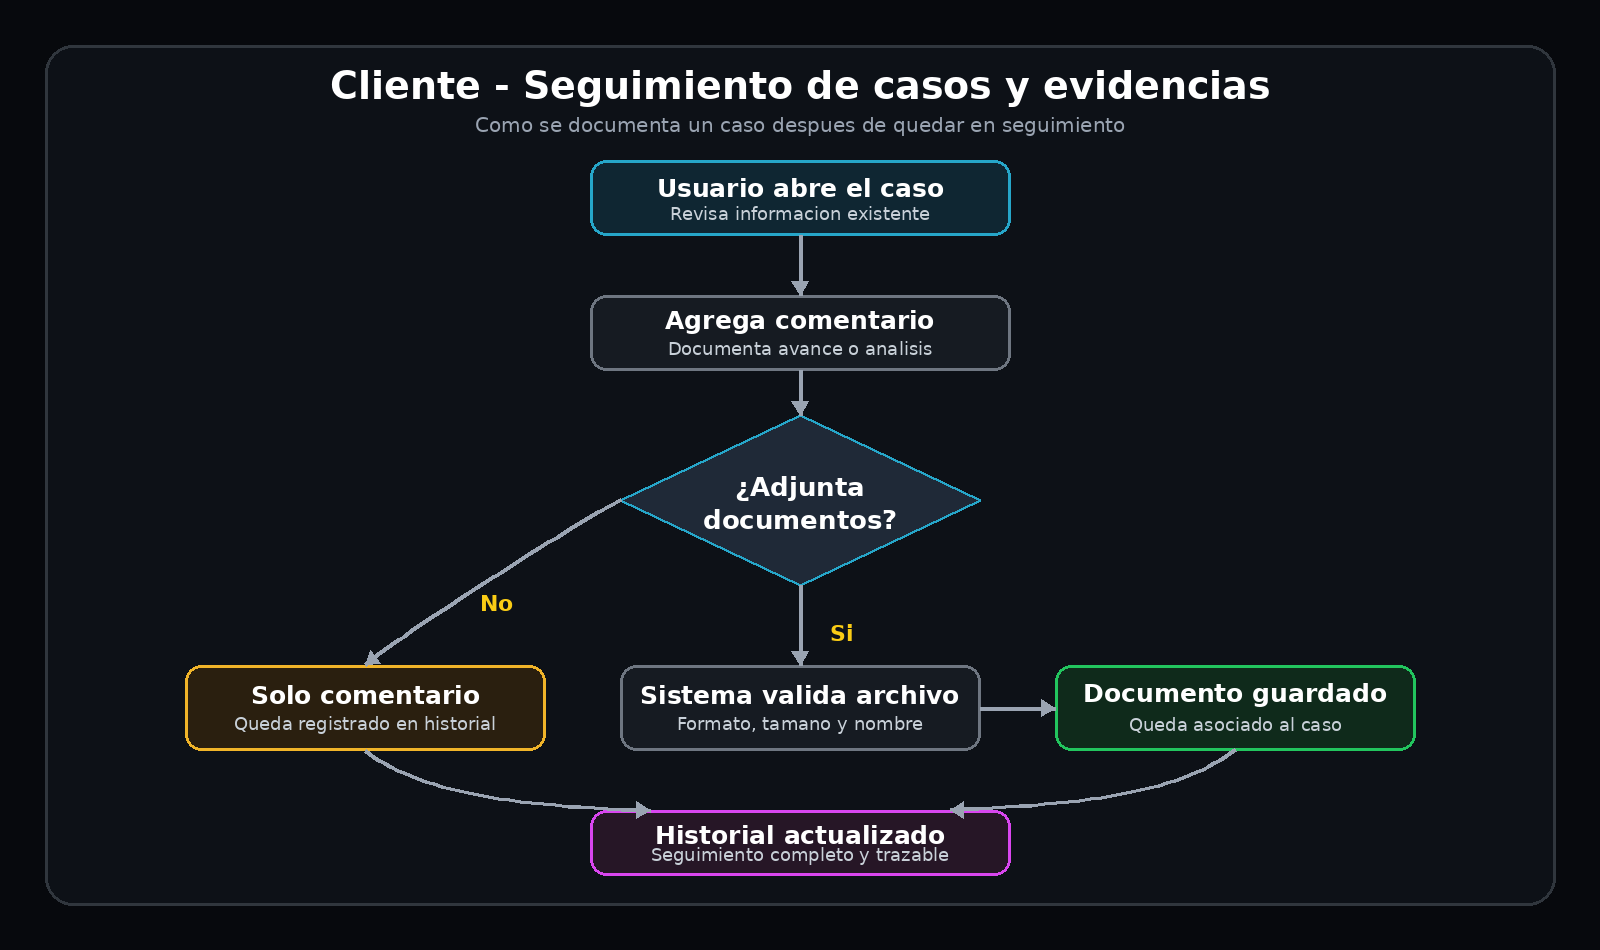 Cliente - Seguimiento de casos y evidencias
Como se documenta un caso despues de quedar en seguimiento
Usuario abre el caso
Revisa informacion existente
Agrega comentario
Documenta avance o analisis
¿Adjunta
documentos?
No
Si
Solo comentario
Queda registrado en historial
Sistema valida archivo
Formato, tamano y nombre
Documento guardado
Queda asociado al caso
Historial actualizado
Seguimiento completo y trazable